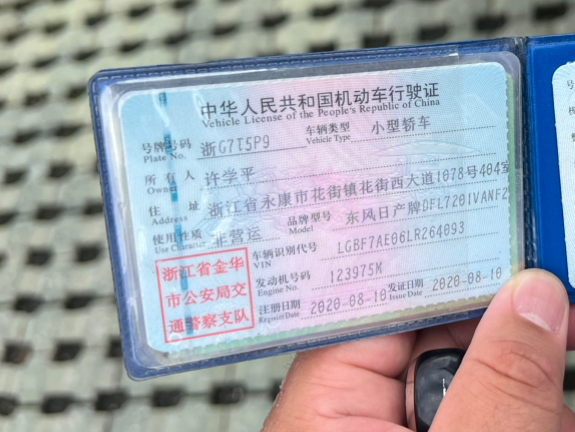 中华人民共和国机动车行驶证
Vehicle License of the People's Republic of China
号牌号码 浙G7T5P9 车辆类型 小型轿车
Plate No. Vehicle Type
所有人 许学平
Owner
住址 浙江省永康市花街镇花街西大道1078号404室
Address
使用性质 非营运 品牌型号 东风日产牌DFL7201VANF2
Use Character Model
车辆识别代号 LGBF7AE06LR264093
VIN
浙江省金华
市公安局交
通警察支队
发动机号码 123975K
Engine No.
注册日期 2020-08-10 发证日期 2020-08-10
Register Date Issue Date